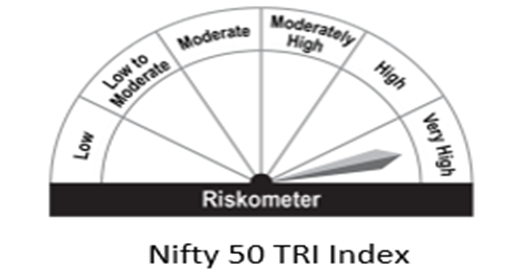 Low
Low to
Moderate
Moderate
Moderately
High
High
Very High
Riskometer
Nifty 50 TRI Index